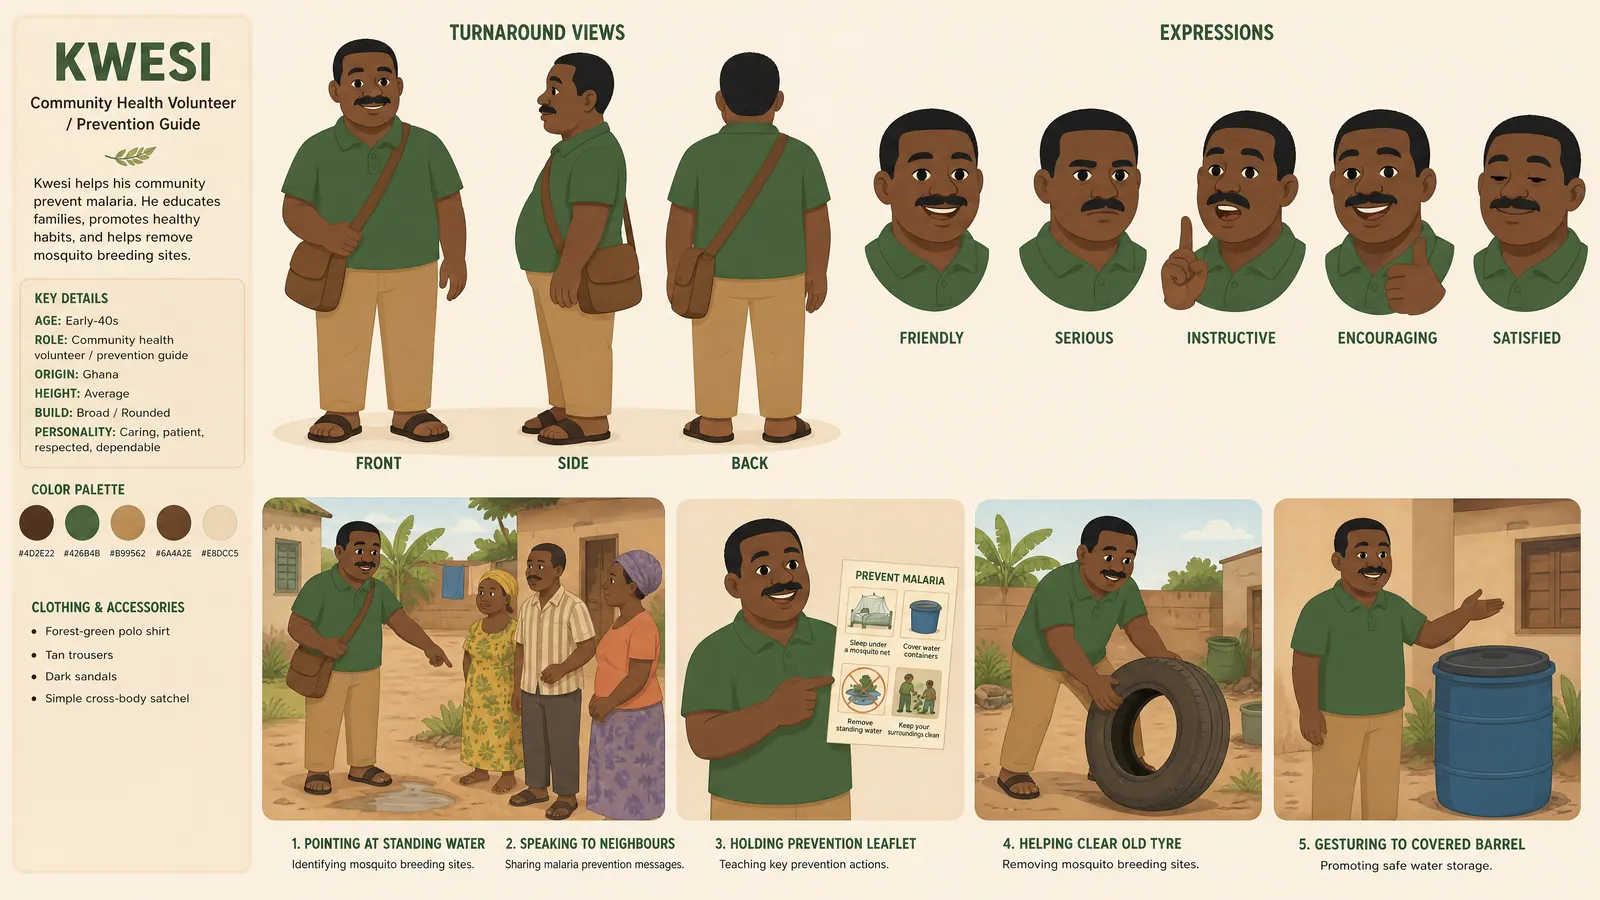 KWESI
Community Health Volunteer
/ Prevention Guide
Kwesi helps his community
prevent malaria. He educates
families, promotes healthy
habits, and helps remove
mosquito breeding sites.
KEY DETAILS
AGE: Early-40s
ROLE: Community health
volunteer / prevention guide
ORIGIN: Ghana
HEIGHT: Average
BUILD: Broad / Rounded
PERSONALITY: Caring, patient,
respected, dependable
COLOR PALETTE
#4D2E22 #426B4B #B99562 #6A4A2E #E8DCC5
CLOTHING & ACCESSORIES
• Forest-green polo shirt
• Tan trousers
• Dark sandals
• Simple cross-body satchel
TURNAROUND VIEWS
FRONT SIDE BACK
EXPRESSIONS
FRIENDLY SERIOUS INSTRUCTIVE ENCOURAGING SATISFIED
PREVENT MALARIA
Sleep under
a mosquito net
Cover water
containers
Remove
standing water
Keep your
surroundings clean
1. POINTING AT STANDING WATER
Identifying mosquito breeding sites.
2. SPEAKING TO NEIGHBOURS
Sharing malaria prevention messages.
3. HOLDING PREVENTION LEAFLET
Teaching key prevention actions.
4. HELPING CLEAR OLD TYRE
Removing mosquito breeding sites.
5. GESTURING TO COVERED BARREL
Promoting safe water storage.